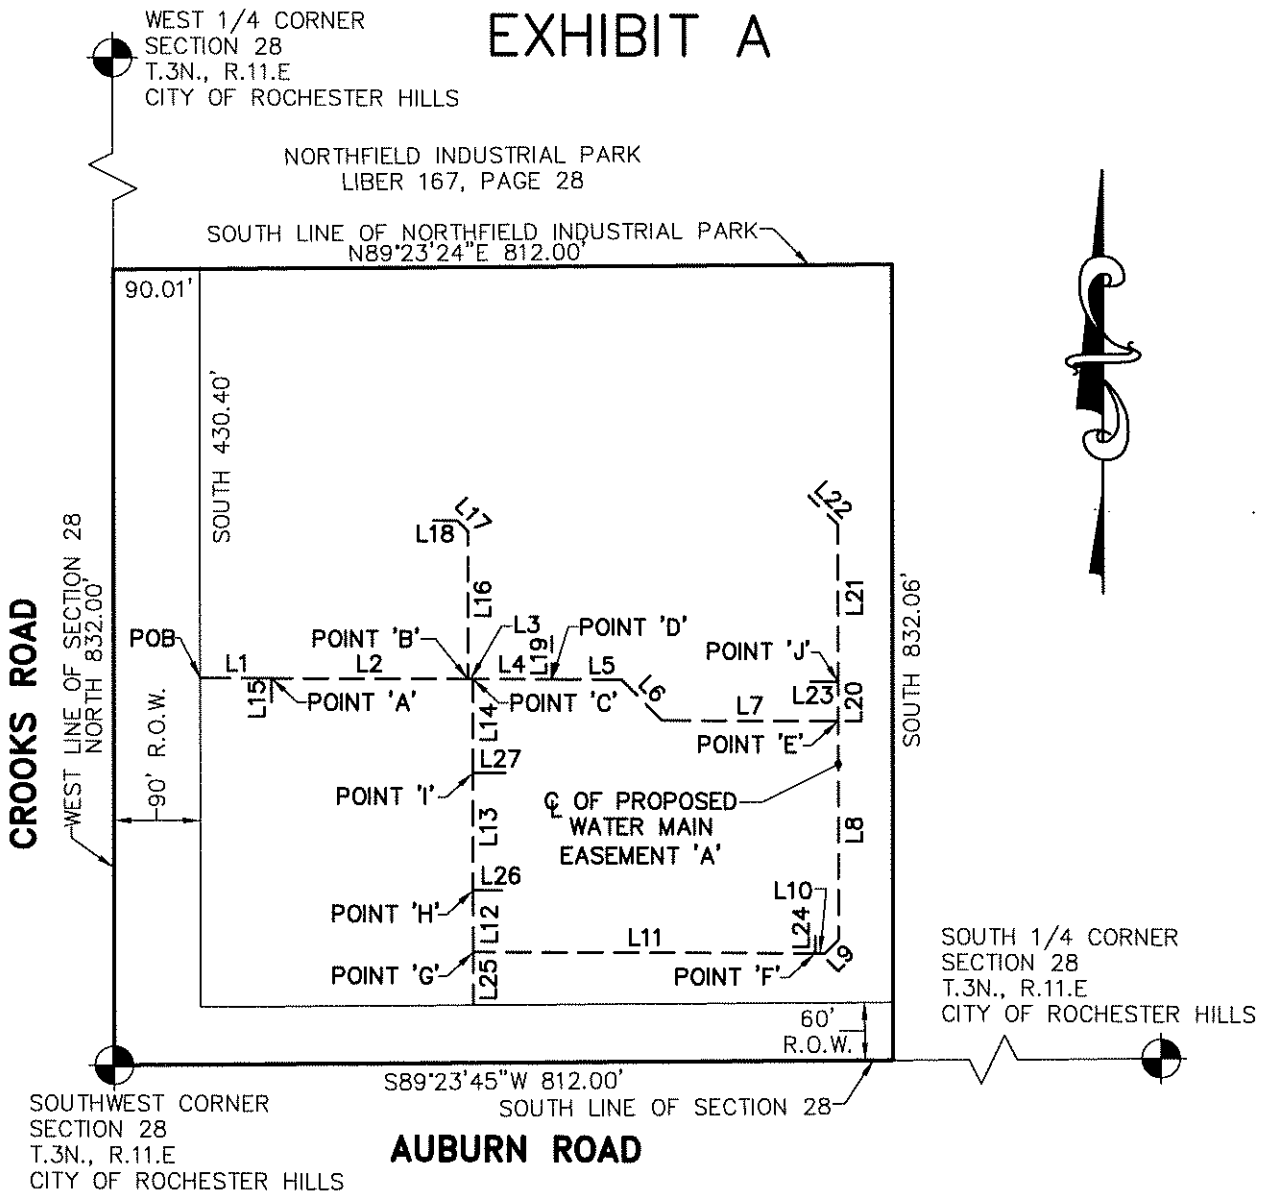 EXHIBIT A
WEST 1/4 CORNER
SECTION 28
T.3N., R.11.E
CITY OF ROCHESTER HILLS
NORTHFIELD INDUSTRIAL PARK
LIBER 167, PAGE 28
SOUTH LINE OF NORTHFIELD INDUSTRIAL PARK
N89°23'24"E 812.00'
90.01'
SOUTH 430.40'
L17
L18
L22
L16
L21
CROOKS ROAD
WEST LINE OF SECTION 28
NORTH 832.00'
SOUTH 832.06'
POB
POINT 'B'
L3
POINT 'D'
POINT 'J'
L1
L2
L4
L19
L5
L6
L23
L20
L15
POINT 'A'
L14
POINT 'C'
L7
POINT 'E'
90' R.O.W.
L27
POINT 'I'
L13
℄ OF PROPOSED
WATER MAIN
EASEMENT 'A'
L8
L26
POINT 'H'
L12
L10
L24
L11
L9
POINT 'G'
L25
POINT 'F'
SOUTH 1/4 CORNER
SECTION 28
T.3N., R.11.E
CITY OF ROCHESTER HILLS
60'
R.O.W.
S89°23'45"W 812.00'
SOUTH LINE OF SECTION 28
SOUTHWEST CORNER
SECTION 28
T.3N., R.11.E
CITY OF ROCHESTER HILLS
AUBURN ROAD